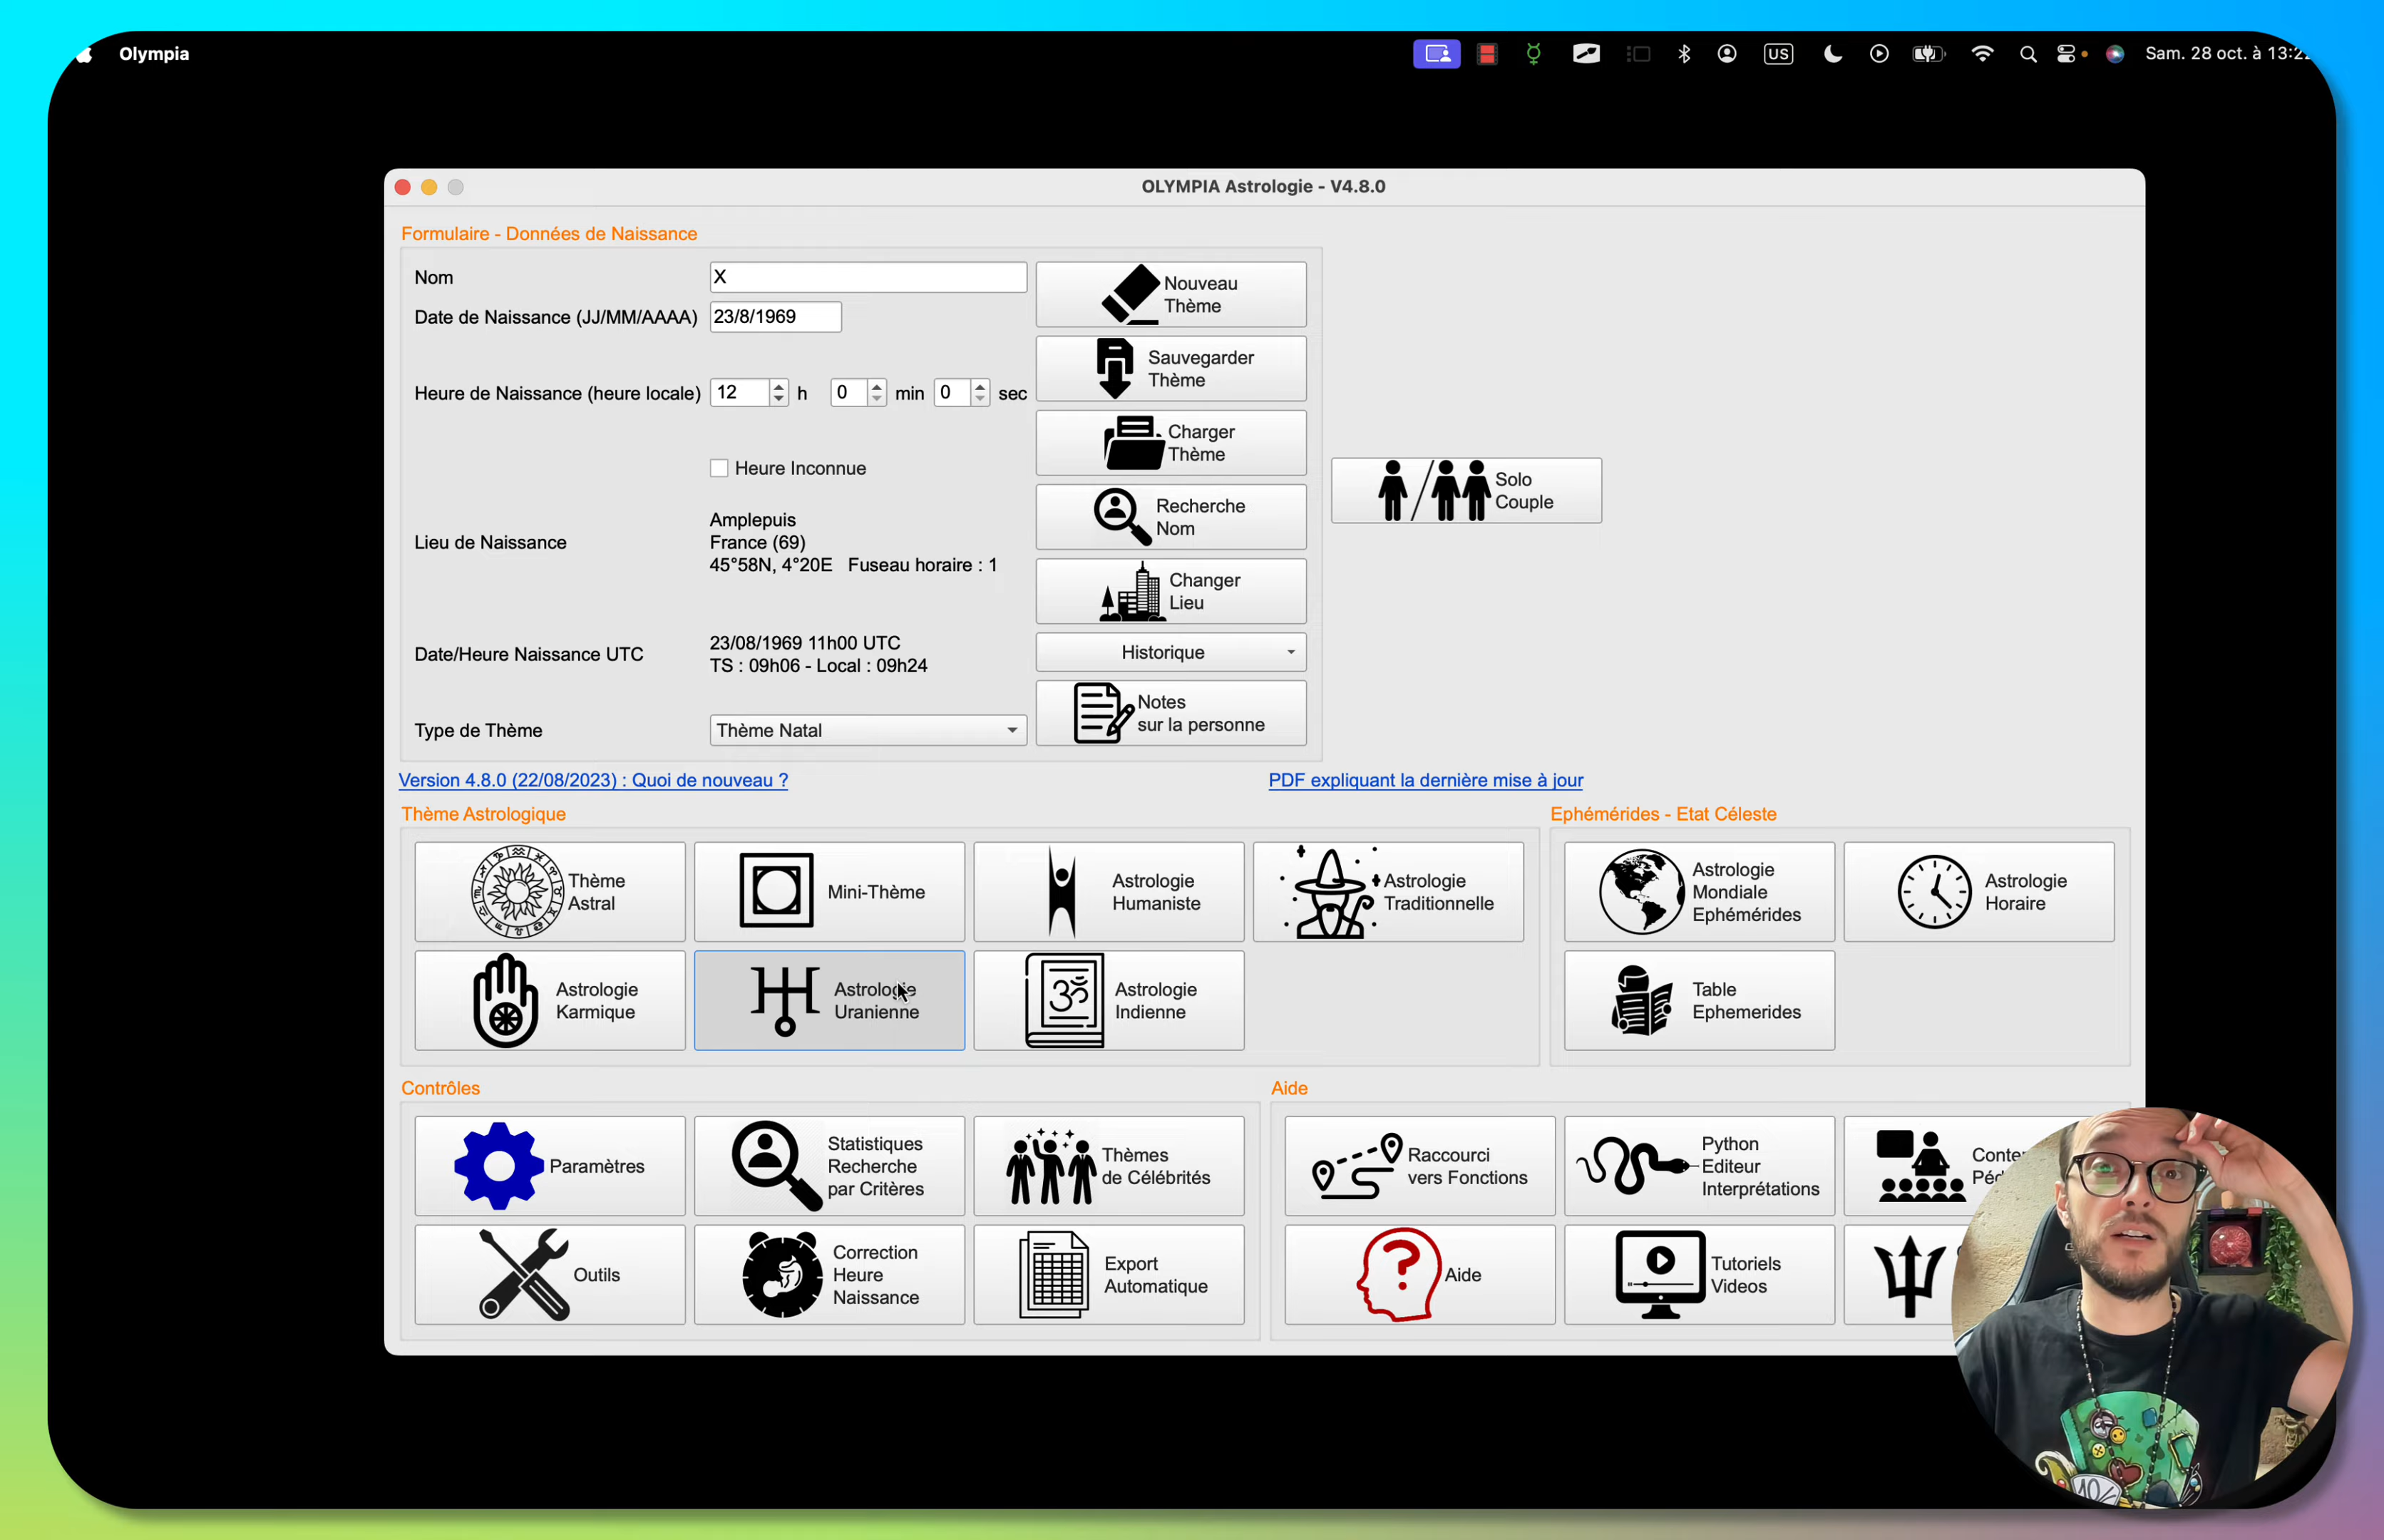 Olympia
US
Sam. 28 oct. à 13:2
OLYMPIA Astrologie - V4.8.0
Formulaire - Données de Naissance
Nom
X
Date de Naissance (JJ/MM/AAAA)
23/8/1969
Heure de Naissance (heure locale)
12
h
0
min
0
sec
Heure Inconnue
Lieu de Naissance
Amplepuis
France (69)
45°58N, 4°20E Fuseau horaire : 1
Date/Heure Naissance UTC
23/08/1969 11h00 UTC
TS : 09h06 - Local : 09h24
Type de Thème
Thème Natal
Nouveau
Thème
Sauvegarder
Thème
Charger
Thème
Recherche
Nom
Changer
Lieu
Historique
Notes
sur la personne
Solo
Couple
Version 4.8.0 (22/08/2023) : Quoi de nouveau ?
PDF expliquant la dernière mise à jour
Thème Astrologique
Thème
Astral
Mini-Thème
Astrologie
Humaniste
Astrologie
Traditionnelle
Astrologie
Karmique
Astrologie
Uranienne
Astrologie
Indienne
Ephémérides - Etat Céleste
Astrologie
Mondiale
Ephémérides
Astrologie
Horaire
Table
Ephemerides
Contrôles
Paramètres
Statistiques
Recherche
par Critères
Thèmes
de Célébrités
Outils
Correction
Heure
Naissance
Export
Automatique
Aide
Raccourci
vers Fonctions
Python
Editeur
Interprétations
Aide
Tutoriels
Videos